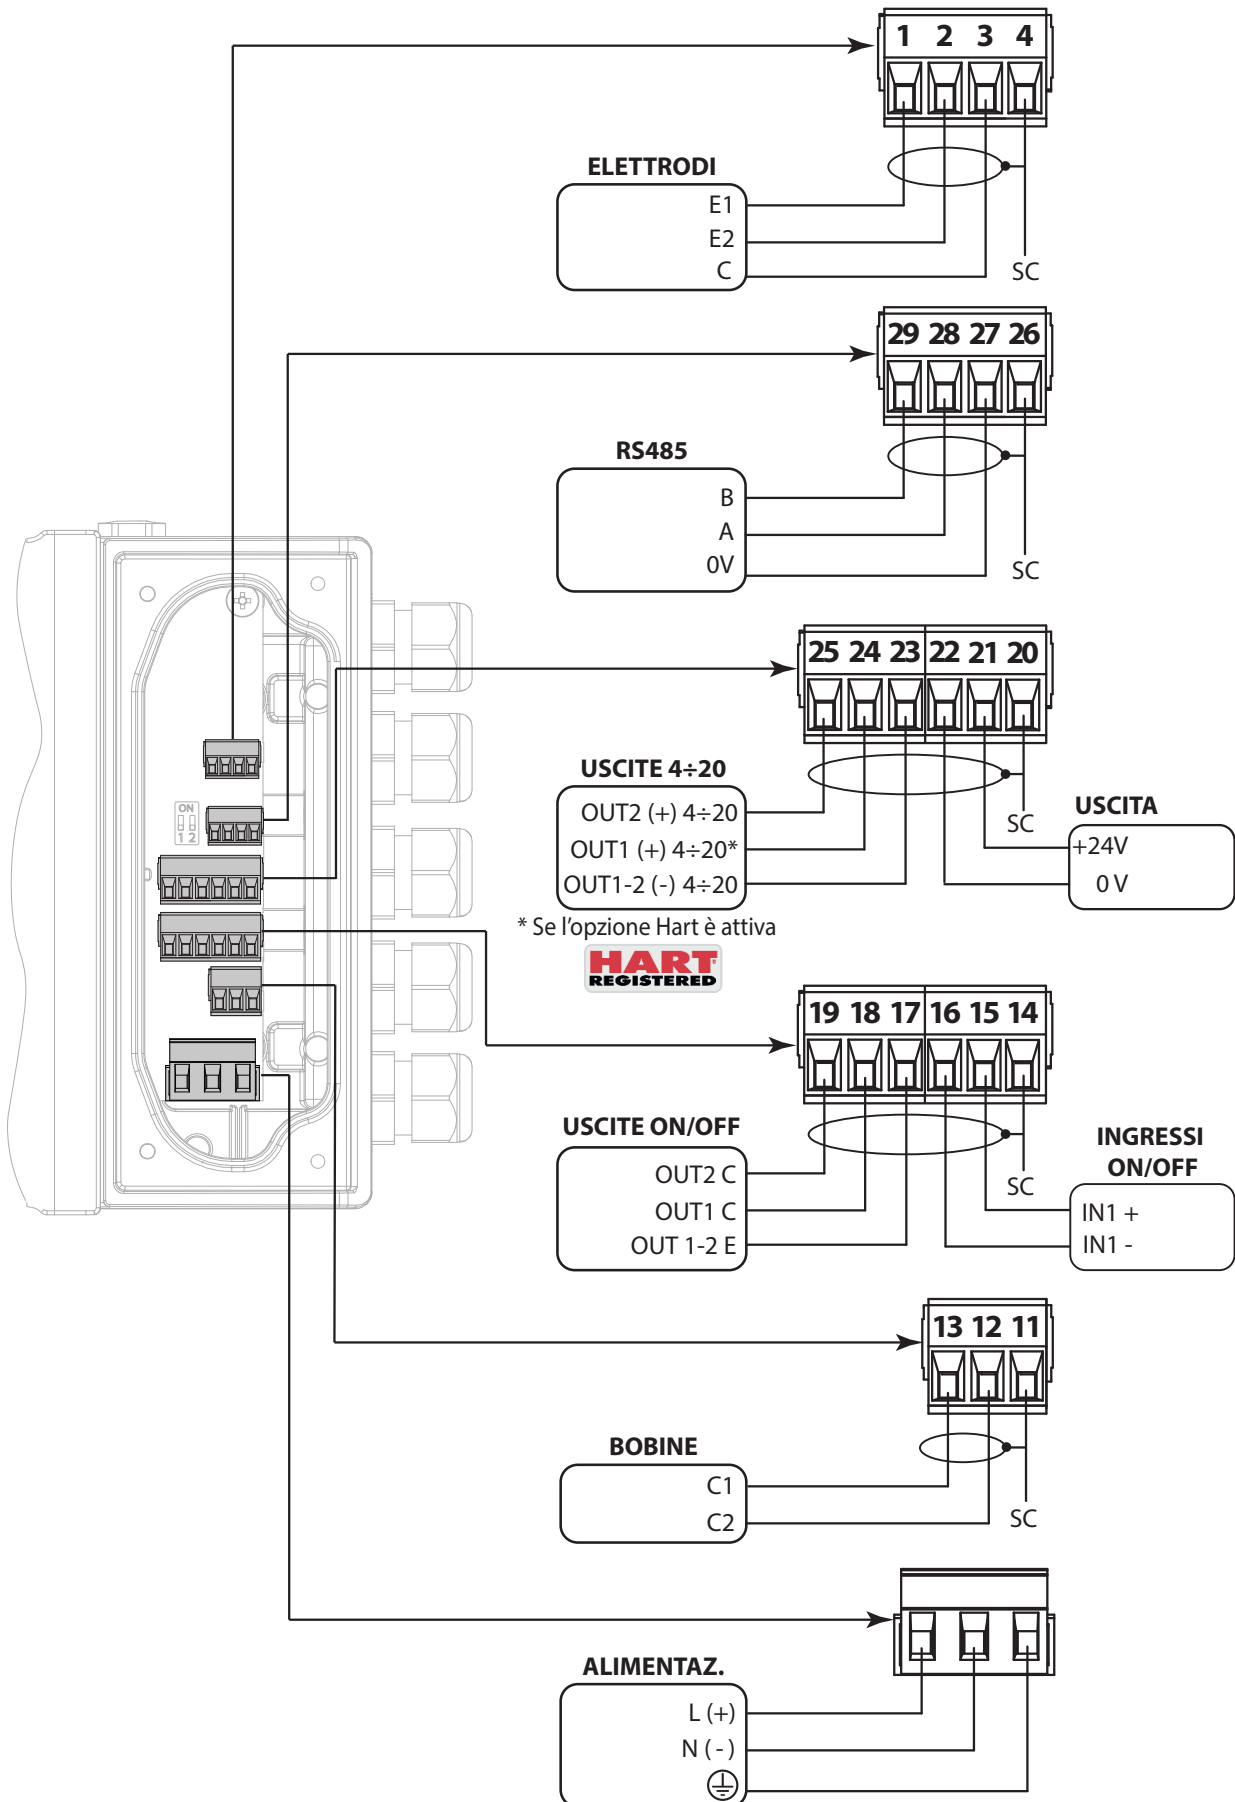 1 2 3 4
ELETTRODI
E1
E2
C
SC
29 28 27 26
RS485
B
A
0V
SC
25 24 23 22 21 20
USCITE 4÷20
OUT2 (+) 4÷20
OUT1 (+) 4÷20*
OUT1-2 (-) 4÷20
SC
USCITA
+24V
0 V
* Se l'opzione Hart è attiva
HART
REGISTERED
ON
1 2
19 18 17 16 15 14
USCITE ON/OFF
OUT2 C
OUT1 C
OUT 1-2 E
SC
INGRESSI
ON/OFF
IN1 +
IN1 -
13 12 11
BOBINE
C1
C2
SC
ALIMENTAZ.
L (+)
N ( - )